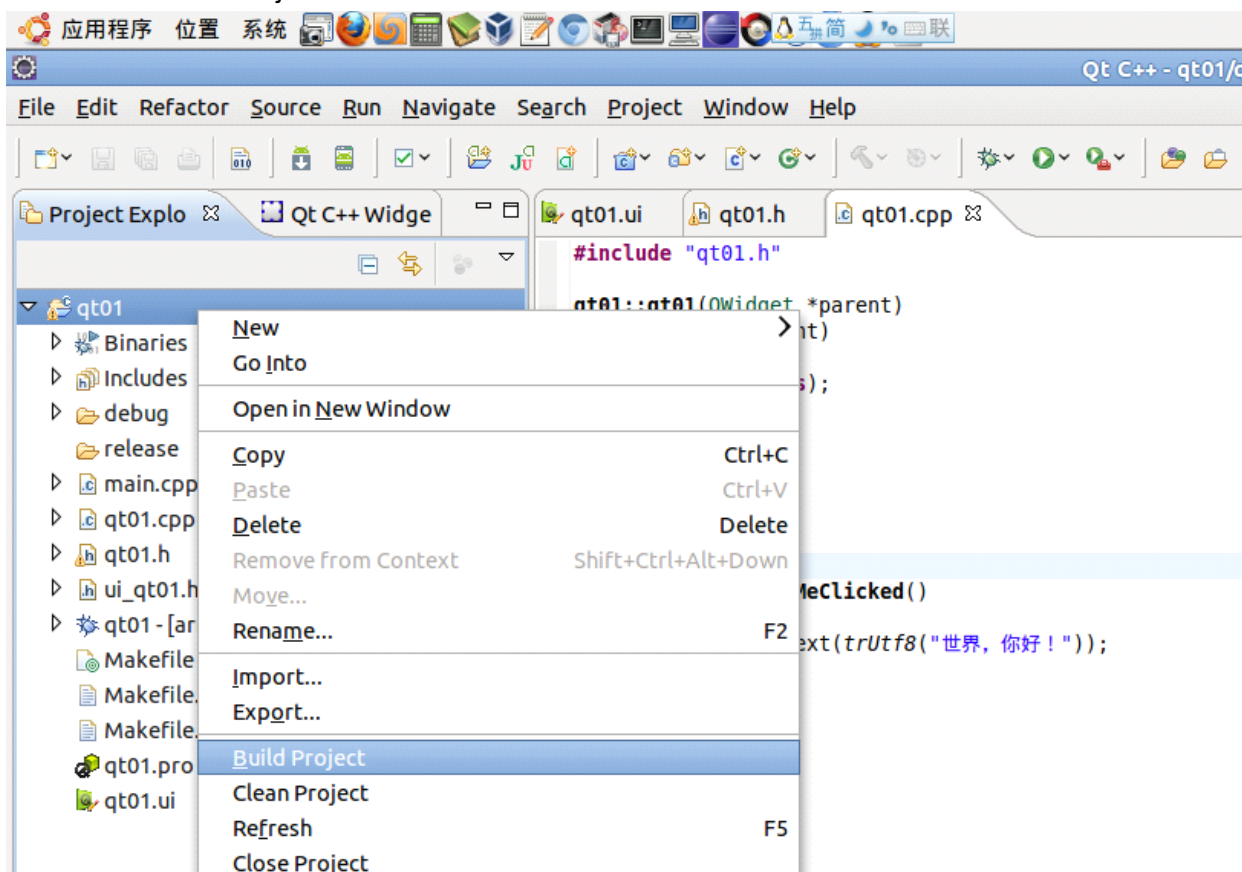 应用程序 位置 系统 五拼 简 联
Qt C++ - qt01/
File Edit Refactor Source Run Navigate Search Project Window Help
Project Explo Qt C++ Widge qt01.ui qt01.h qt01.cpp
#include "qt01.h"
qt01
qt01::qt01(QWidget *parent)
New nt)
Binaries
Go Into
Includes s);
Open in New Window
debug
release
Copy Ctrl+C
main.cpp
Paste Ctrl+V
qt01.cpp
Delete Delete
qt01.h
Remove from Context Shift+Ctrl+Alt+Down
ui_qt01.h
Move... MeClicked()
qt01 - [ar
Rename... F2
ext(trUtf8("世界，你好！"));
Makefile
Import...
Makefile.
Export...
Makefile.
Build Project
qt01.pro
Clean Project
qt01.ui
Refresh F5
Close Project